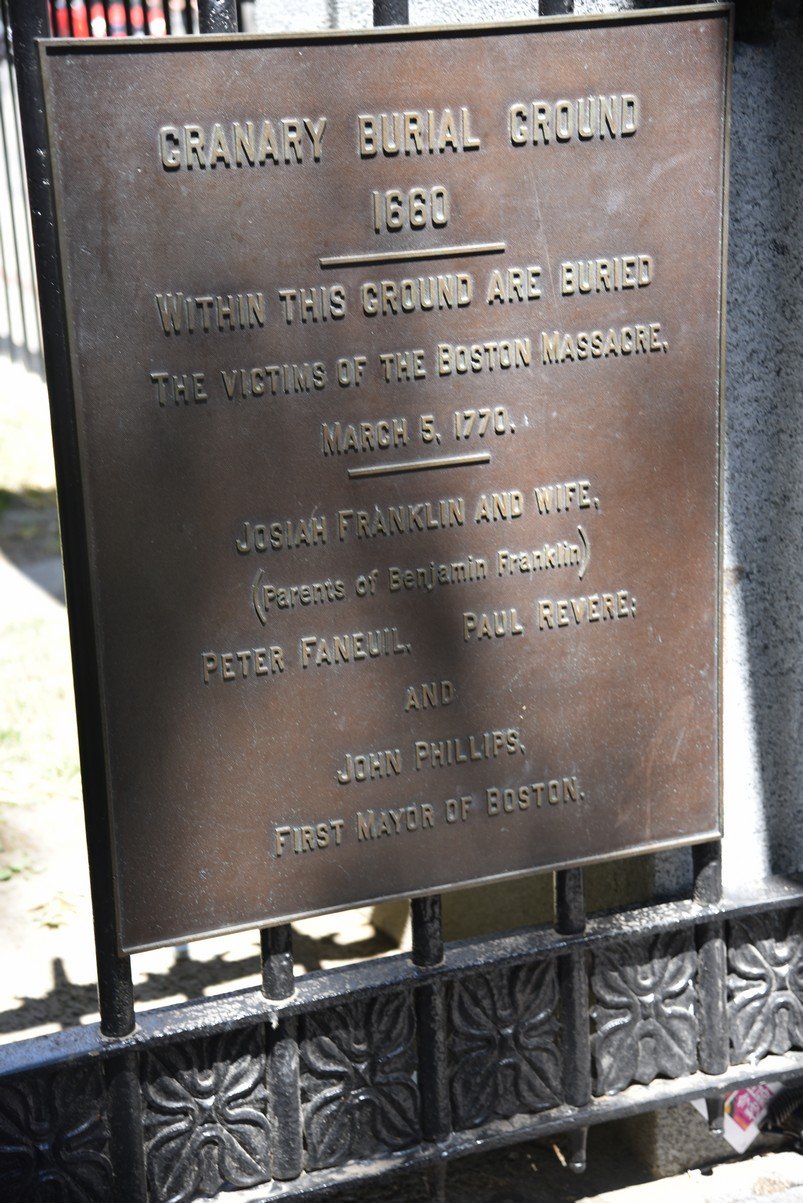 GRANARY BURIAL GROUND
1660
WITHIN THIS GROUND ARE BURIED
THE VICTIMS OF THE BOSTON MASSACRE,
MARCH 5, 1770.
JOSIAH FRANKLIN AND WIFE,
(Parents of Benjamin Franklin)
PETER FANEUIL, PAUL REVERE;
AND
JOHN PHILLIPS,
FIRST MAYOR OF BOSTON.